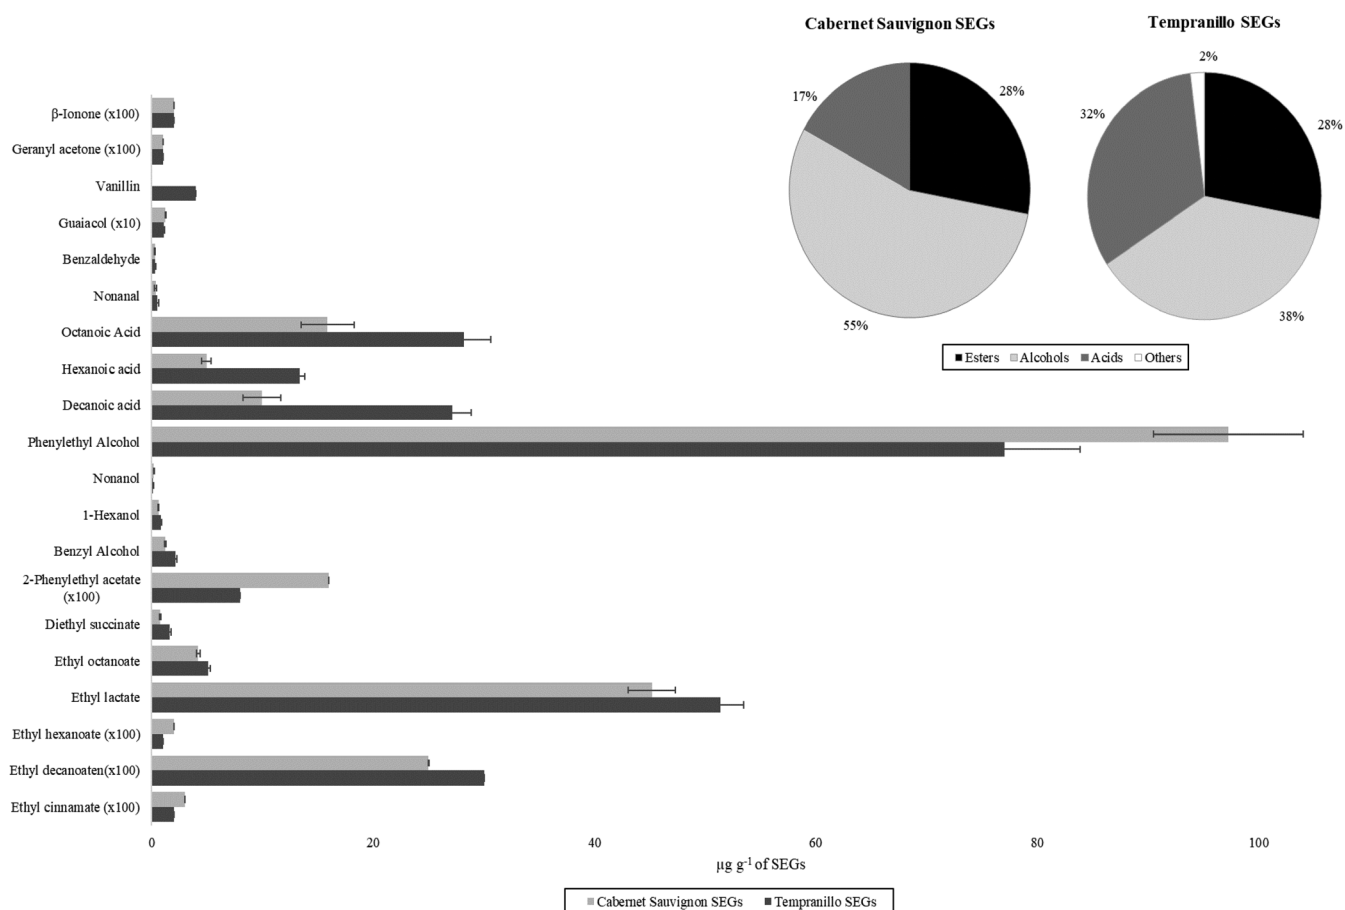 Cabernet Sauvignon SEGs
Tempranillo SEGs
2%
17%
28%
32%
28%
55%
38%
Esters Alcohols Acids Others
β-Ionone (x100)
Geranyl acetone (x100)
Vanillin
Guaiacol (x10)
Benzaldehyde
Nonanal
Octanoic Acid
Hexanoic acid
Decanoic acid
Phenylethyl Alcohol
Nonanol
1-Hexanol
Benzyl Alcohol
2-Phenylethyl acetate
(x100)
Diethyl succinate
Ethyl octanoate
Ethyl lactate
Ethyl hexanoate (x100)
Ethyl decanoaten(x100)
Ethyl cinnamate (x100)
0 20 40 60 80 100
µg g-1 of SEGs
Cabernet Sauvignon SEGs Tempranillo SEGs